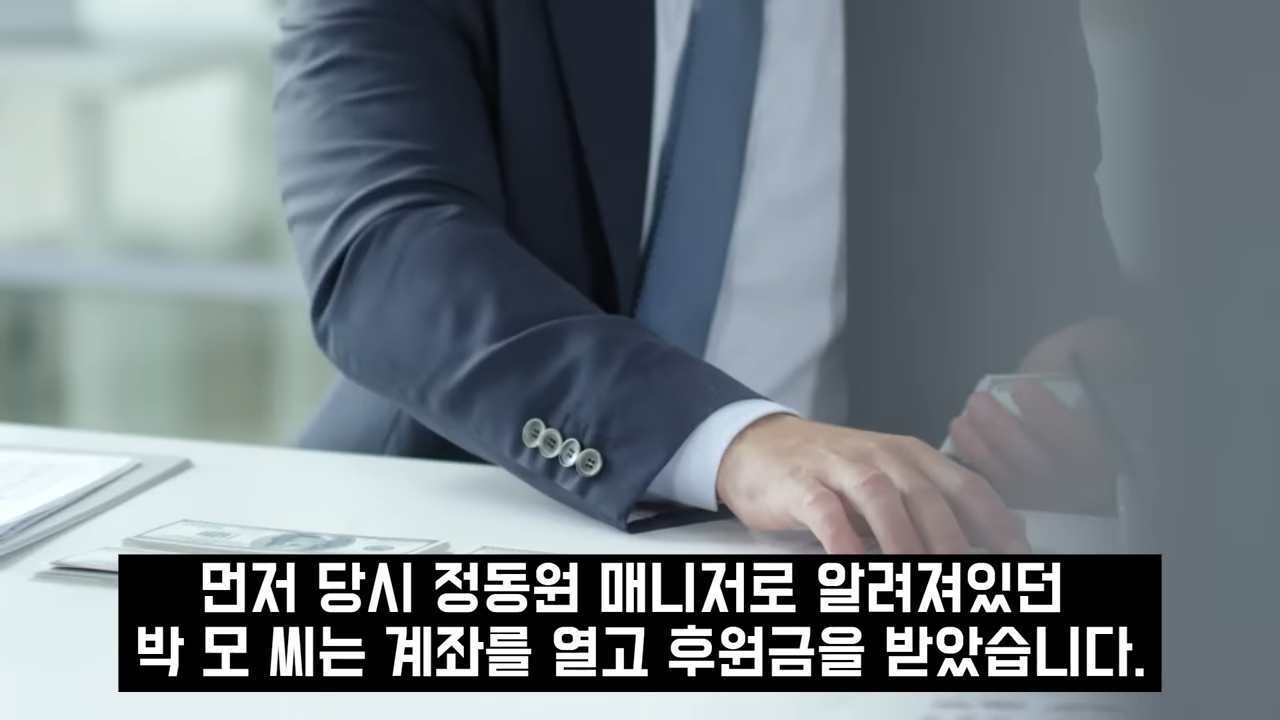 먼저 당시 정동원 매니저로 알려져있던
박 모 씨는 계좌를 열고 후원금을 받았습니다.